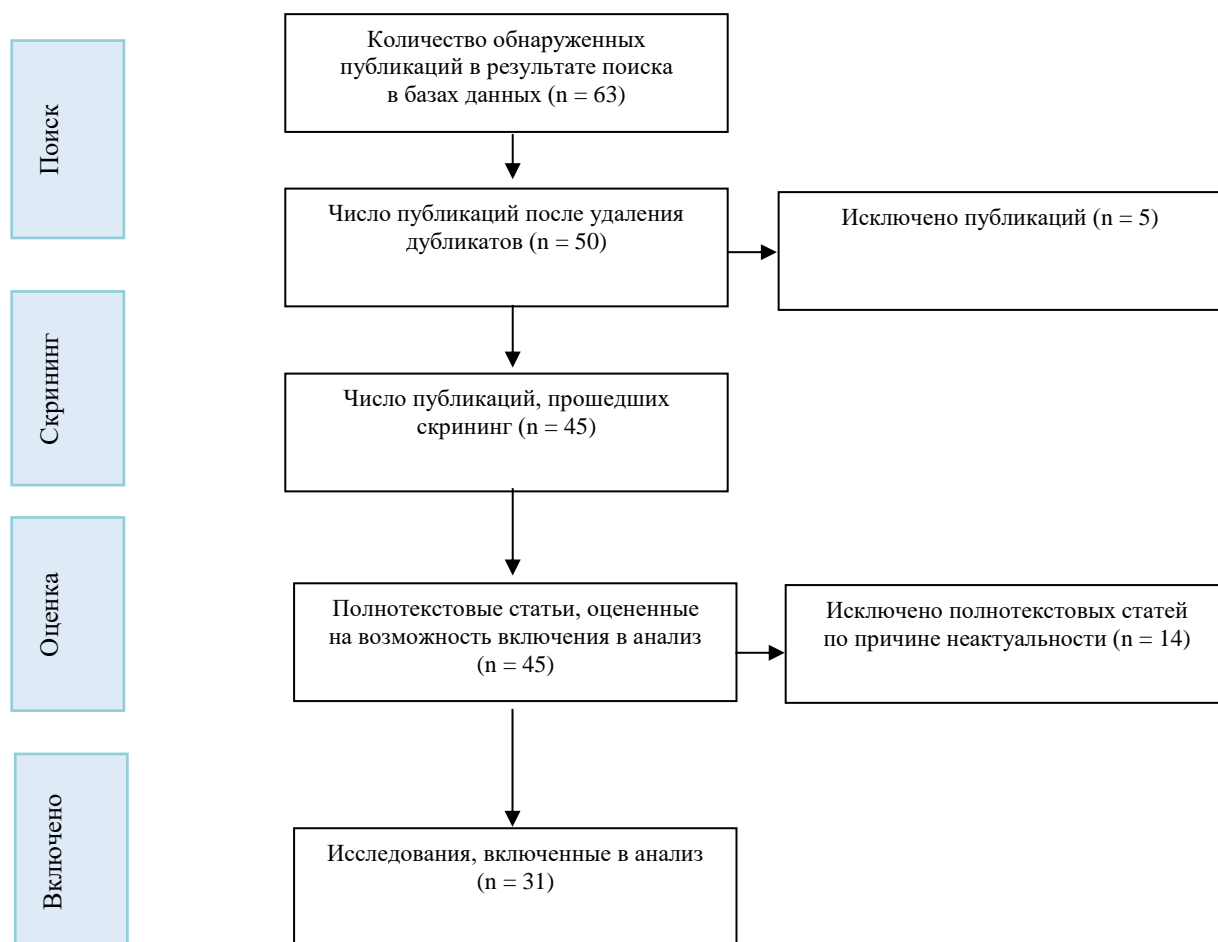 Поиск
Количество обнаруженных
публикаций в результате поиска
в базах данных (n = 63)
Число публикаций после удаления
дубликатов (n = 50)
Исключено публикаций (n = 5)
Скрининг
Число публикаций, прошедших
скрининг (n = 45)
Оценка
Полнотекстовые статьи, оцененные
на возможность включения в анализ
(n = 45)
Исключено полнотекстовых статей
по причине неактуальности (n = 14)
Включено
Исследования, включенные в анализ
(n = 31)